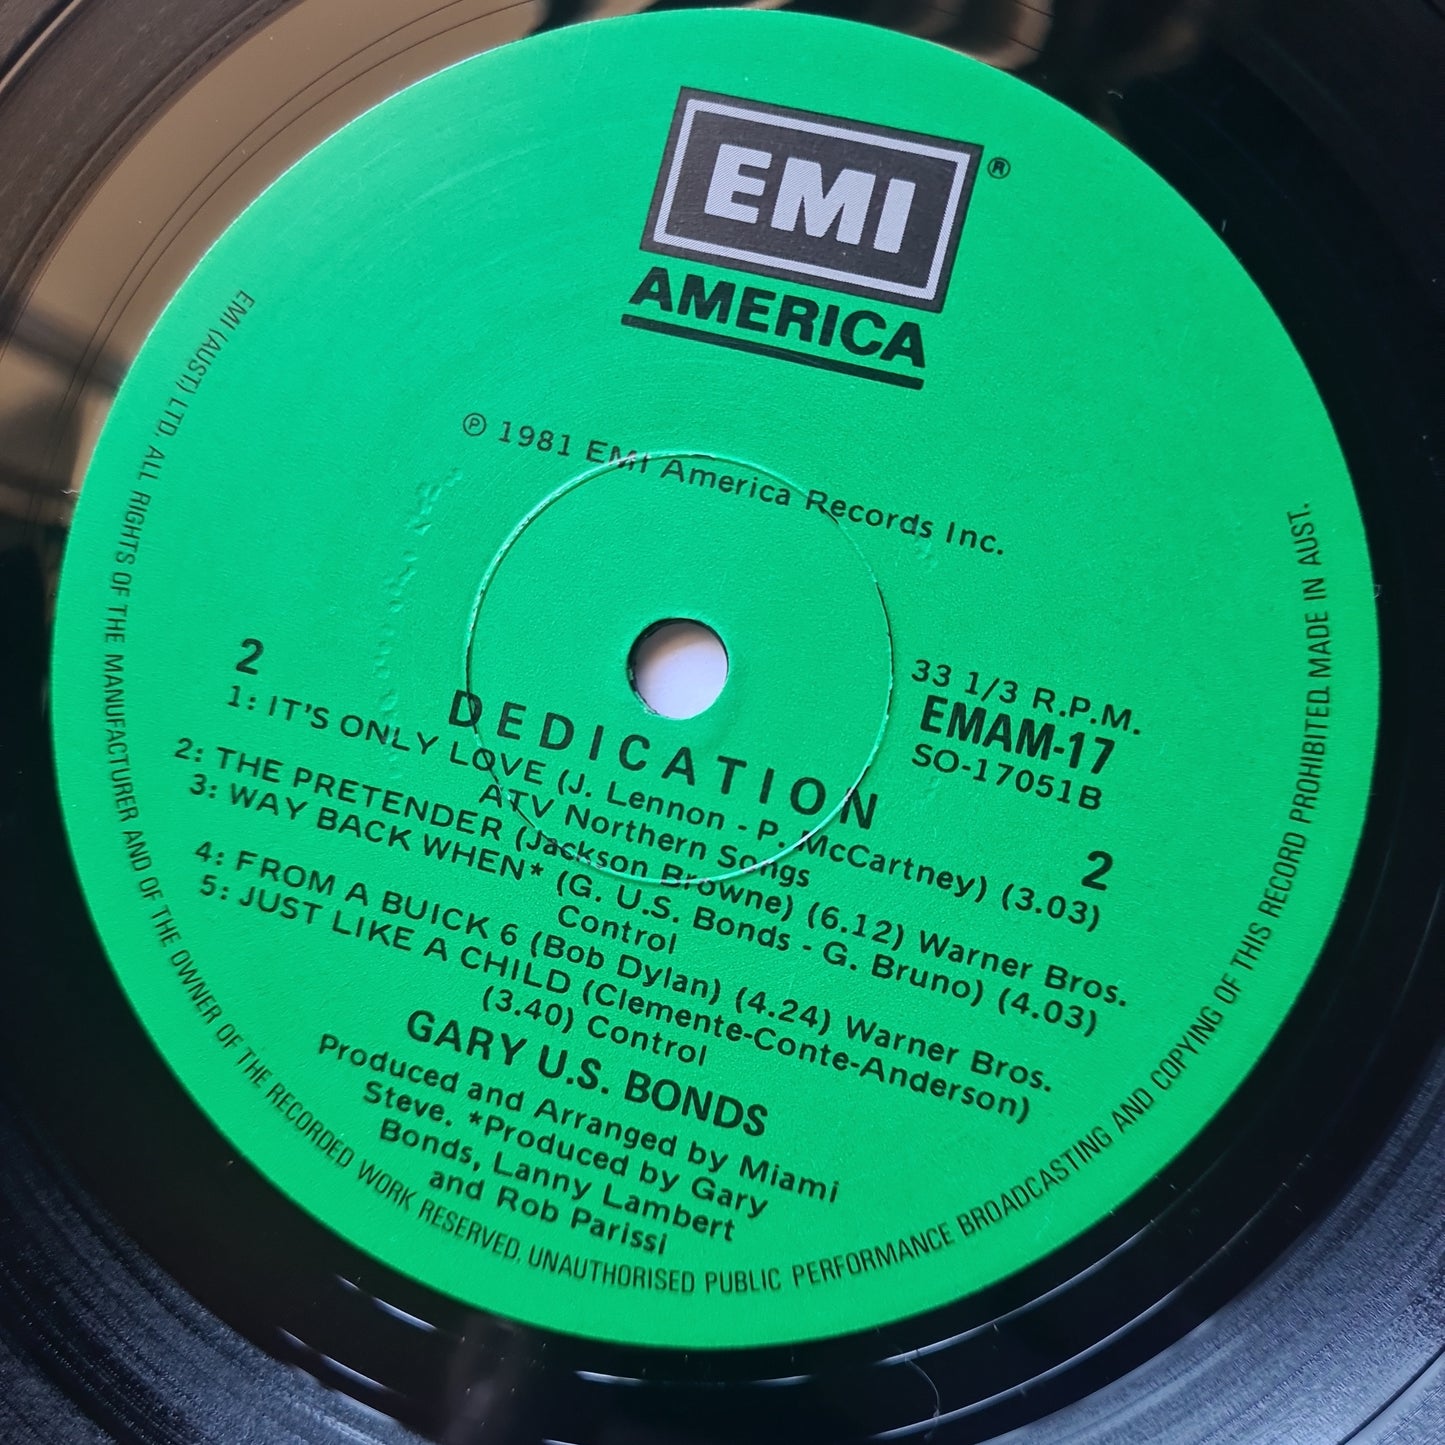 EMI
®
AMERICA
℗ 1981 EMI America Records Inc.
33 1/3 R.P.M.
EMAM-17
SO-17051B
2
2
DEDICATION
1: IT'S ONLY LOVE (J. Lennon - P. McCartney) (3.03)
ATV Northern Songs
2: THE PRETENDER (Jackson Browne) (6.12) Warner Bros.
3: WAY BACK WHEN* (G. U.S. Bonds - G. Bruno) (4.03)
Control
4: FROM A BUICK 6 (Bob Dylan) (4.24) Warner Bros.
5: JUST LIKE A CHILD (Clemente-Conte-Anderson)
(3.40) Control
GARY U.S. BONDS
Produced and Arranged by Miami
Steve. *Produced by Gary
Bonds, Lanny Lambert
and Rob Parissi
EMI (AUST.) LTD. ALL RIGHTS OF THE MANUFACTURER AND OF THE OWNER OF THE RECORDED WORK RESERVED. UNAUTHORISED PUBLIC PERFORMANCE BROADCASTING AND COPYING OF THIS RECORD PROHIBITED. MADE IN AUST.